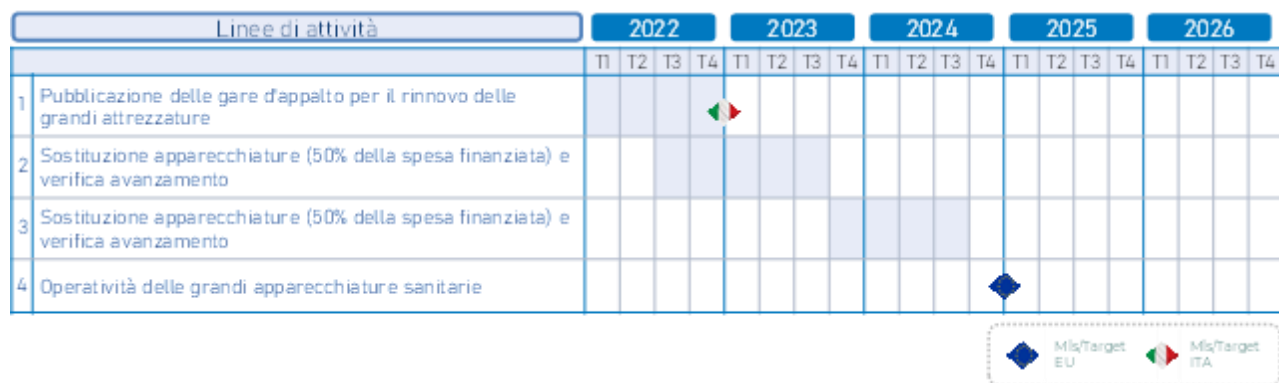 Linee di attività 2022 2023 2024 2025 2026
T1 T2 T3 T4 T1 T2 T3 T4 T1 T2 T3 T4 T1 T2 T3 T4 T1 T2 T3 T4
1 Pubblicazione delle gare d'appalto per il rinnovo delle
grandi attrezzature
2 Sostituzione apparecchiature (50% della spesa finanziata) e
verifica avanzamento
3 Sostituzione apparecchiature (50% della spesa finanziata) e
verifica avanzamento
4 Operatività delle grandi apparecchiature sanitarie
Mls/Target
EU
Mls/Target
ITA